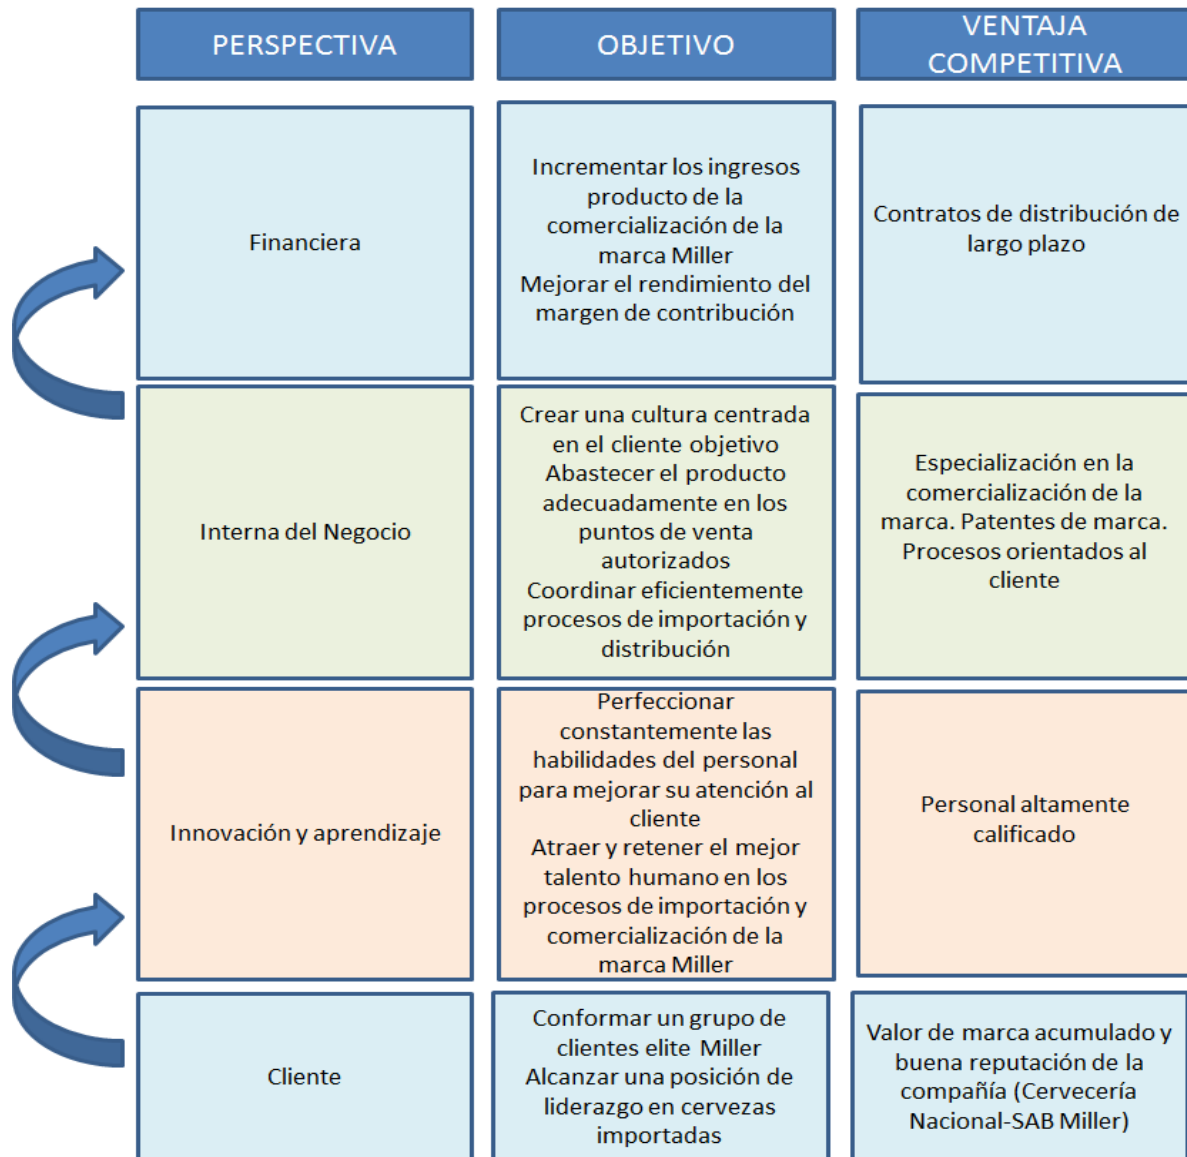 PERSPECTIVA
OBJETIVO
VENTAJA
COMPETITIVA
Financiera
Incrementar los ingresos
producto de la
comercialización de la
marca Miller
Mejorar el rendimiento del
margen de contribución
Contratos de distribución de
largo plazo
Interna del Negocio
Crear una cultura centrada
en el cliente objetivo
Abastecer el producto
adecuadamente en los
puntos de venta
autorizados
Coordinar eficientemente
procesos de importación y
distribución
Especialización en la
comercialización de la
marca. Patentes de marca.
Procesos orientados al
cliente
Innovación y aprendizaje
Perfeccionar
constantemente las
habilidades del personal
para mejorar su atención al
cliente
Atraer y retener el mejor
talento humano en los
procesos de importación y
comercialización de la
marca Miller
Personal altamente
calificado
Cliente
Conformar un grupo de
clientes elite Miller
Alcanzar una posición de
liderazgo en cervezas
importadas
Valor de marca acumulado y
buena reputación de la
compañía (Cervecería
Nacional-SAB Miller)